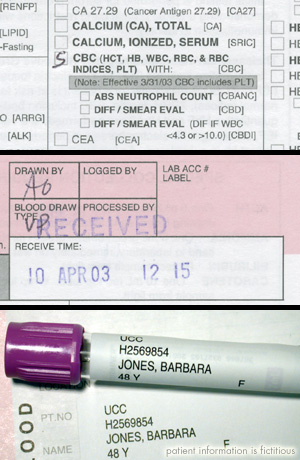 [RENFP]
CA 27.29 (Cancer Antigen 27.29) [CA27]
CALCIUM (CA), TOTAL [CA]
[LIPID]
CALCIUM, IONIZED, SERUM [SRIC]
-Fasting
S CBC (HCT, HB, WBC, RBC, & RBC
INDICES, PLT) WITH: [CBC]
(Note: Effective 3/31/03 CBC includes PLT)
ABS NEUTROPHIL COUNT [CBANC]
O [ARRG]
DIFF / SMEAR EVAL [CBD]
DIFF / SMEAR EVAL (DIF IF WBC
[ALK]
CEA [CEA] <4.3 or >10.0) [CBDI]
DRAWN BY
LOGGED BY
LAB ACC #
LABEL
AO
BLOOD DRAW
TYPE
VP
PROCESSED BY
RECEIVED
RECEIVE TIME:
10 APR 03 12 15
UCC
H2569854
JONES, BARBARA
48 Y F
OOD
PT.NO
NAME
UCC
H2569854
JONES, BARBARA
48 Y F
patient information is fictitious